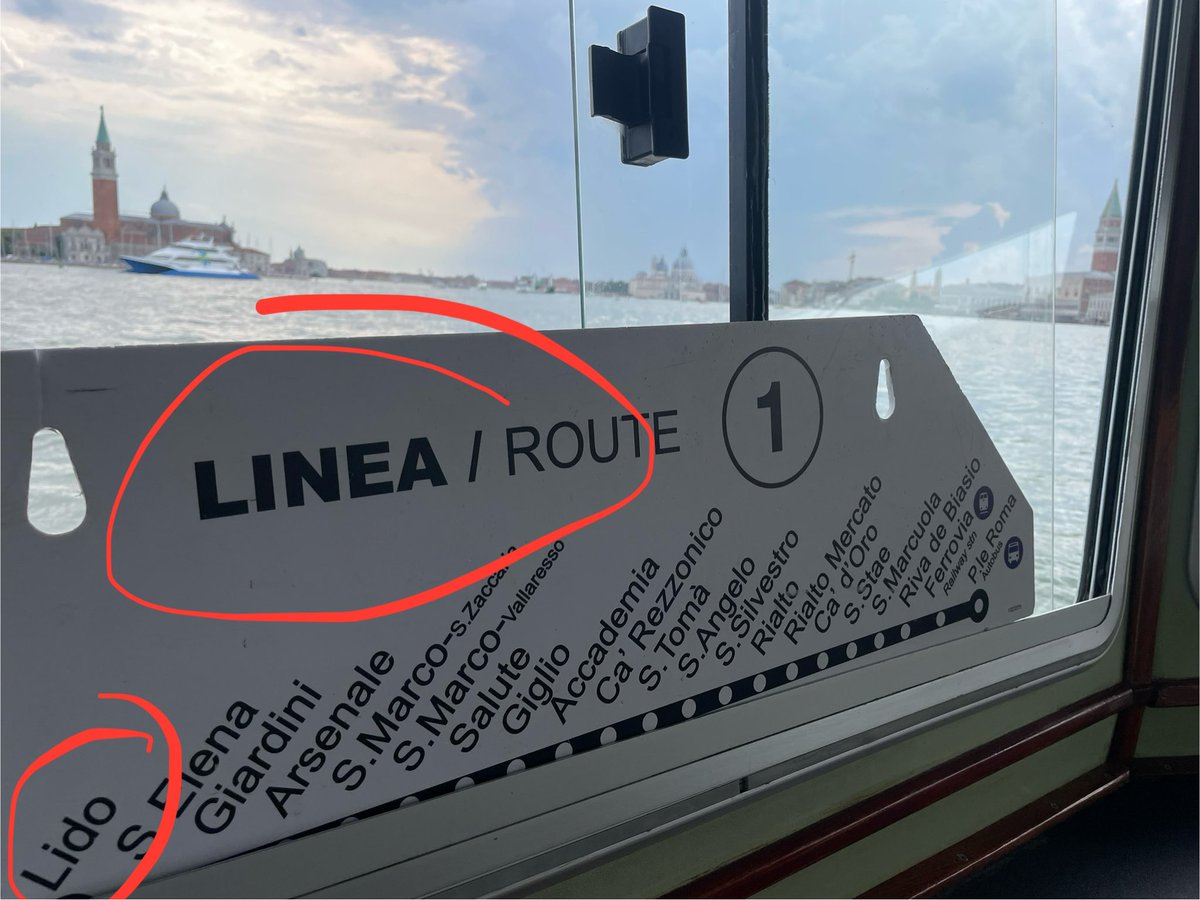 LINEA / ROUTE 1
Lido
S. Elena
Giardini
Arsenale
S. Marco-S.Zaccaria
S. Marco-Vallaresso
Salute
Giglio
Accademia
Ca' Rezzonico
S. Tomà
S. Angelo
S. Silvestro
Rialto
Rialto Mercato
Ca' d'Oro
S. Stae
S. Marcuola
Riva de Biasio
Ferrovia
Railway stn
P.le Roma
Autobus